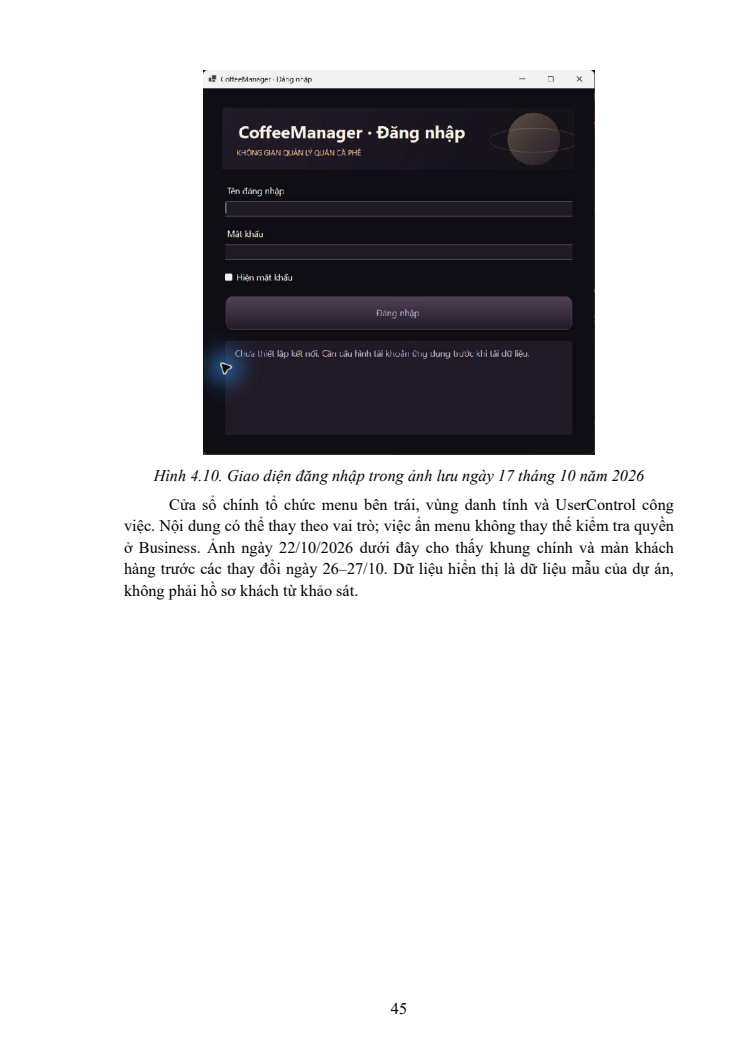 CoffeeManager · Đăng nhập
CoffeeManager · Đăng nhập
KHÔNG GIAN QUẢN LÝ QUÁN CÀ PHÊ
Tên đăng nhập
Mật khẩu
Hiện mật khẩu
Đăng nhập
Chưa thiết lập kết nối. Cần cấu hình tài khoản ứng dụng trước khi tải dữ liệu.
Hình 4.10. Giao diện đăng nhập trong ảnh lưu ngày 17 tháng 10 năm 2026
Cửa sổ chính tổ chức menu bên trái, vùng danh tính và UserControl công
việc. Nội dung có thể thay theo vai trò; việc ẩn menu không thay thế kiểm tra quyền
ở Business. Ảnh ngày 22/10/2026 dưới đây cho thấy khung chính và màn khách
hàng trước các thay đổi ngày 26–27/10. Dữ liệu hiển thị là dữ liệu mẫu của dự án,
không phải hồ sơ khách từ khảo sát.
45